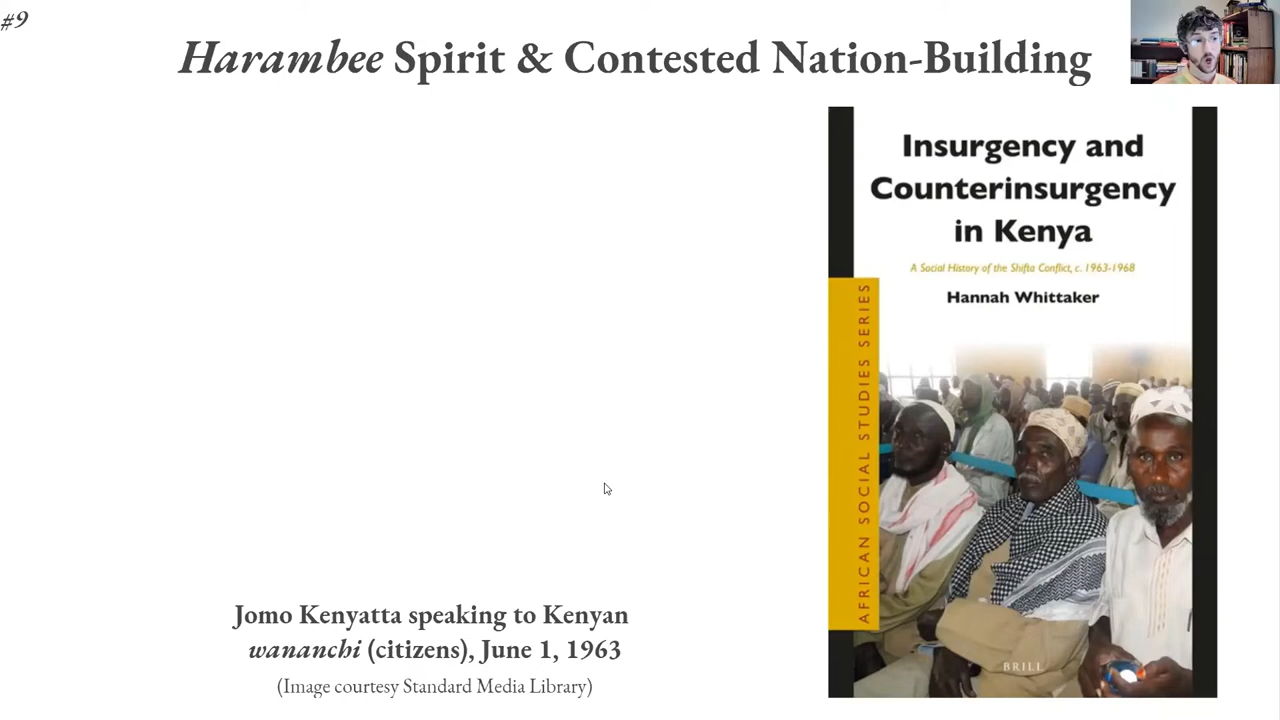 #9
Harambee Spirit & Contested Nation-Building
Insurgency and
Counterinsurgency
in Kenya
A Social History of the Shifta Conflict, c. 1963-1968
Hannah Whittaker
AFRICAN SOCIAL STUDIES SERIES
BRILL
Jomo Kenyatta speaking to Kenyan
wananchi (citizens), June 1, 1963
(Image courtesy Standard Media Library)